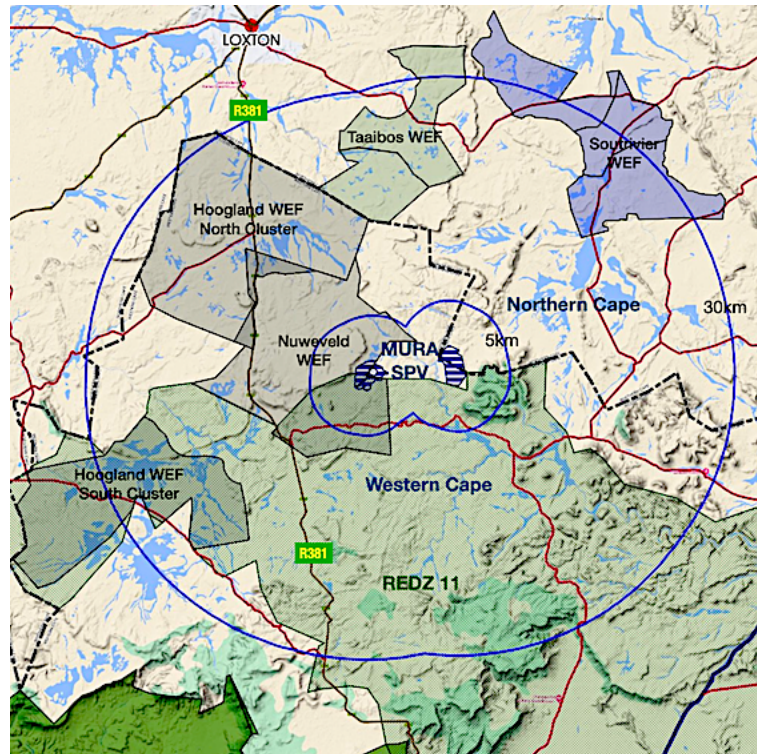 LOXTON
R381
Taaibos WEF
Soutrivier
WEF
Hoogland WEF
North Cluster
Northern Cape
30km
5km
Nuweveld
WEF
MURA
SPV
Hoogland WEF
South Cluster
Western Cape
R381
REDZ 11